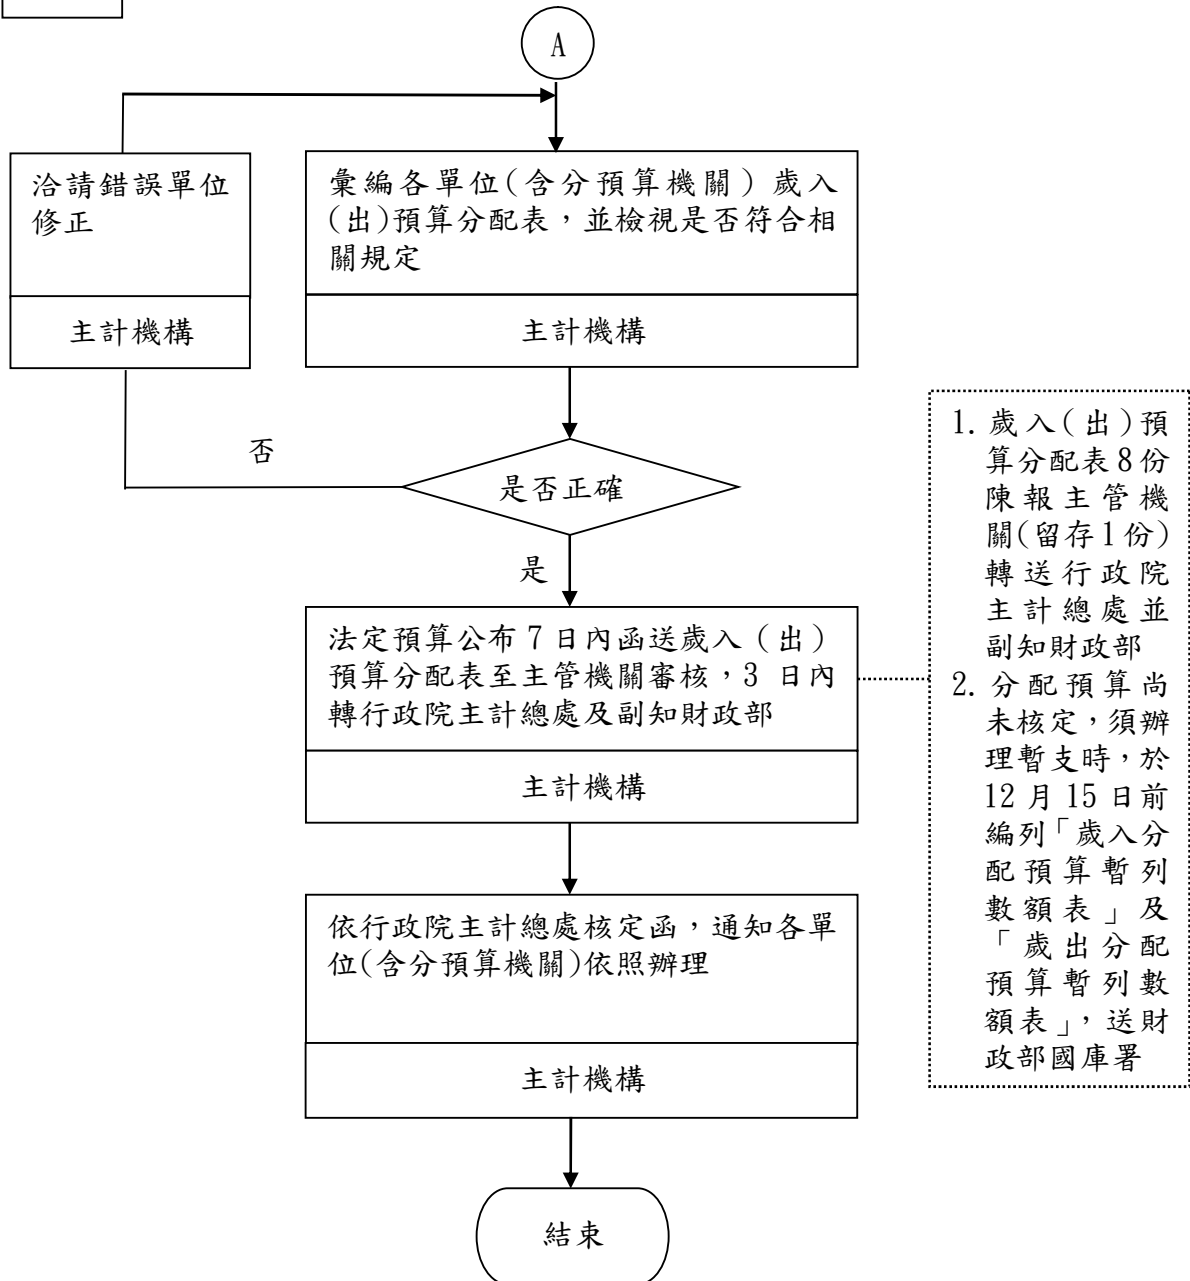 A
洽請錯誤單位
修正
主計機構
彙編各單位(含分預算機關)歲入
(出)預算分配表，並檢視是否符合相
關規定
主計機構
否
是否正確
是
法定預算公布 7 日內函送歲入（出）
預算分配表至主管機關審核，3 日內
轉行政院主計總處及副知財政部
主計機構
1. 歲入(出)預
算分配表 8 份
陳報主管機
關(留存 1 份)
轉送行政院
主計總處並
副知財政部
2. 分配預算尚
未核定，須辦
理暫支時，於
12 月 15 日前
編列「歲入分
配預算暫列
數額表」及
「歲出分配
預算暫列數
額表」，送財
政部國庫署
依行政院主計總處核定函，通知各單
位(含分預算機關)依照辦理
主計機構
結束